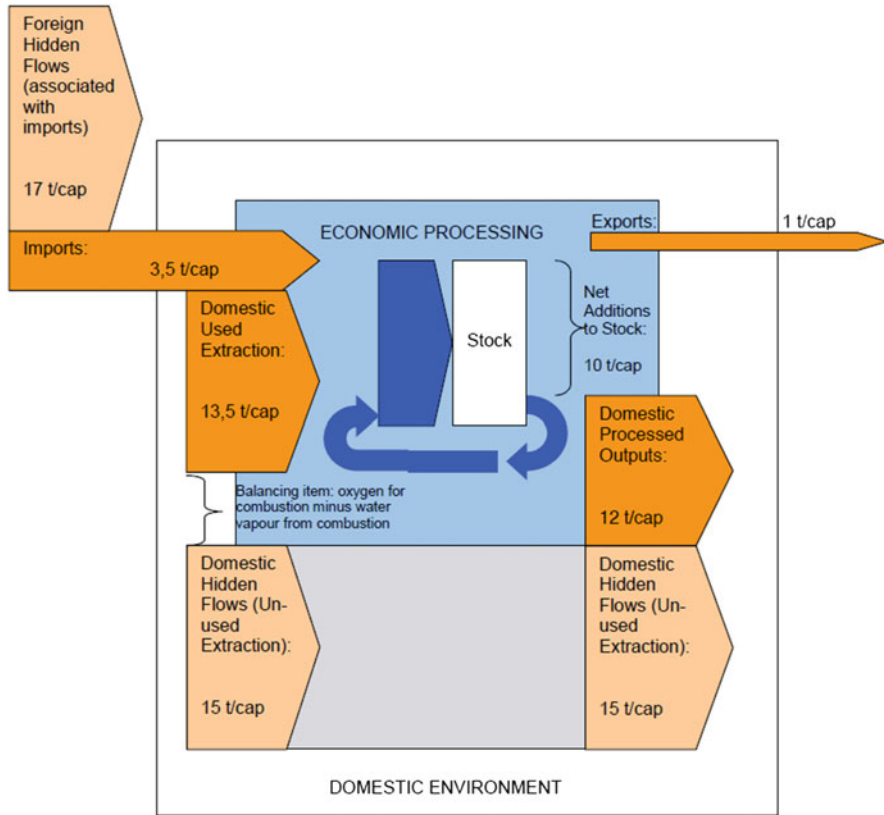 Foreign
Hidden
Flows
(associated
with
imports)
17 t/cap
Imports:
3,5 t/cap
ECONOMIC PROCESSING
Exports:
1 t/cap
Domestic
Used
Extraction:
13,5 t/cap
Stock
Net
Additions
to Stock:
10 t/cap
Balancing item: oxygen for
combustion minus water
vapour from combustion
Domestic
Processed
Outputs:
12 t/cap
Domestic
Hidden
Flows (Un-
used
Extraction):
15 t/cap
Domestic
Hidden
Flows (Un-
used
Extraction):
15 t/cap
DOMESTIC ENVIRONMENT